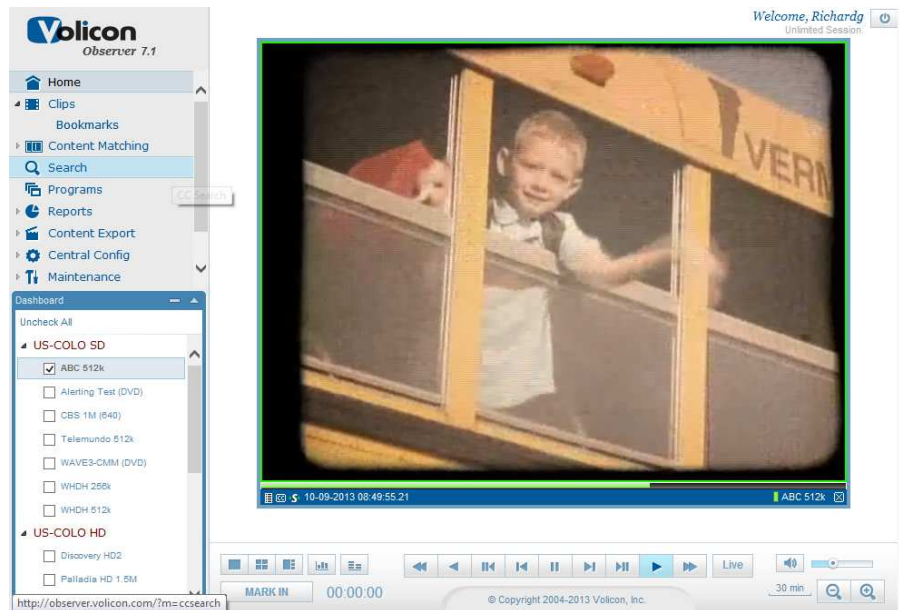 Volicon
Observer 7.1
Welcome, Richardg
Unlimited Session
Home
Clips
Bookmarks
Content Matching
Search
Programs
CC Search
Reports
Content Export
Central Config
Maintenance
Dashboard
Uncheck All
US-COLO SD
ABC 512k
Alerting Test (DVD)
CBS 1M (640)
Telemundo 512k
WAVE3-CMM (DVD)
WHDH 256k
WHDH 512k
US-COLO HD
Discovery HD2
Palladia HD 1.5M
http://observer.volicon.com/?m=ccsearch
VERN
CC S 10-09-2013 08:49:55.21
ABC 512k
Live
MARK IN 00:00:00
30 min
© Copyright 2004-2013 Volicon, Inc.